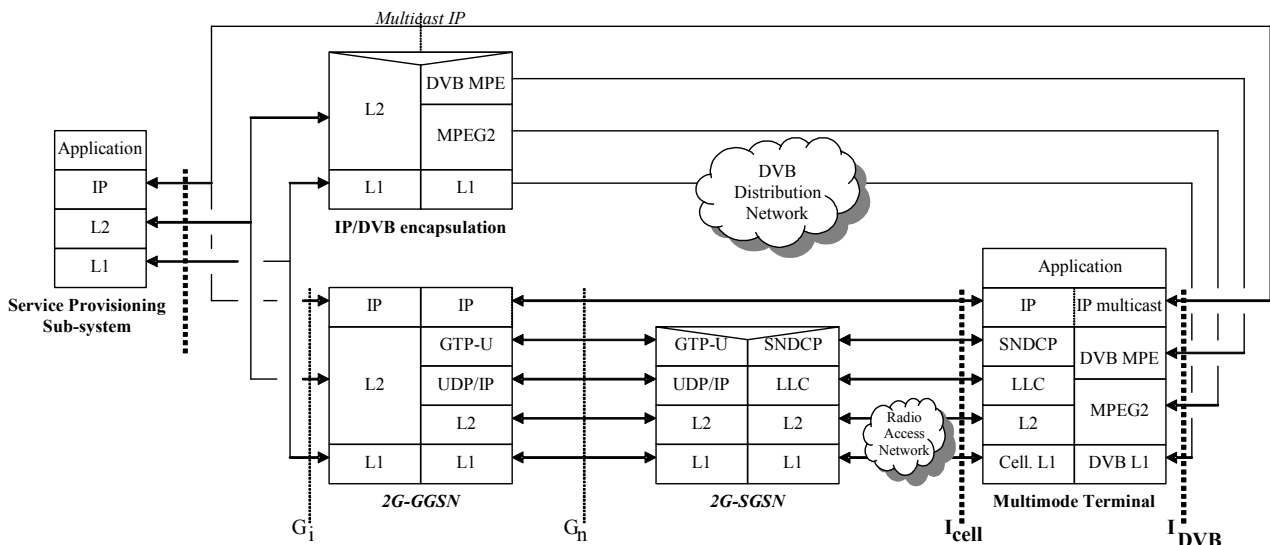 Multicast IP
DVB MPE
L2
MPEG2
L1
L1
IP/DVB encapsulation
Application
IP
L2
L1
Service Provisioning
Sub-system
DVB
Distribution
Network
IP
IP
GTP-U
L2
UDP/IP
L2
L1
L1
2G-GGSN
GTP-U
SNDCP
UDP/IP
LLC
L2
L2
L1
L1
2G-SGSN
Radio
Access
Network
Application
IP
IP multicast
SNDCP
DVB MPE
LLC
MPEG2
L2
Cell. L1
DVB L1
Multimode Terminal
Gi
Gn
Icell
IDVB